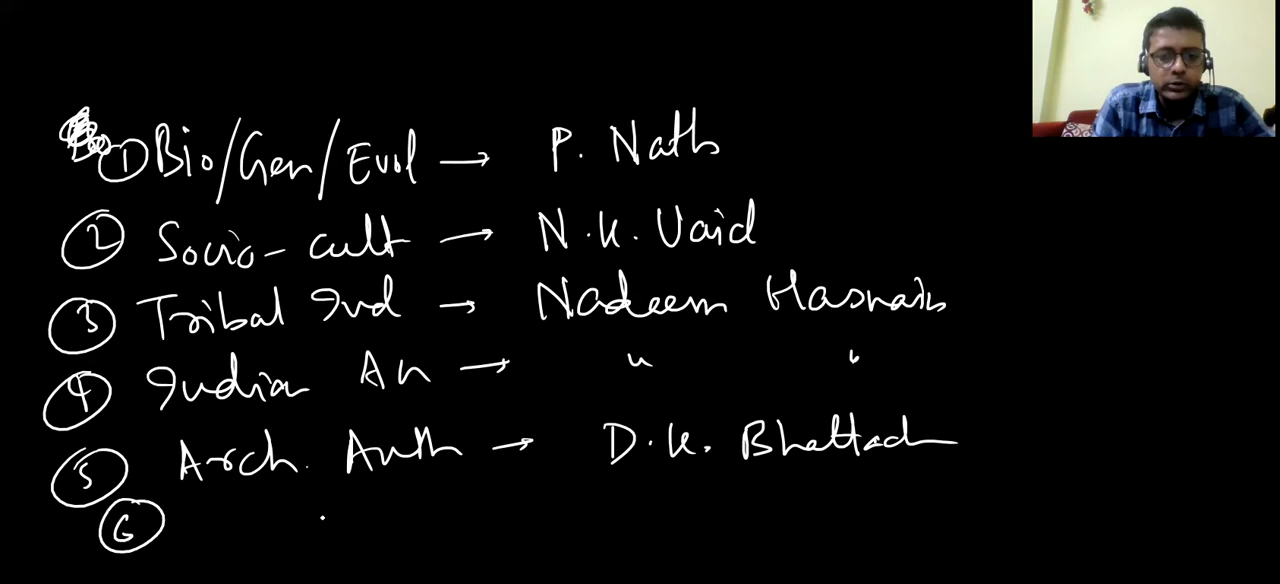 ① Bio/Gen/Evol → P. Nath
② Socio-cult → N.K. Vaid
③ Tribal Ind → Nadeem Hasnain
④ Indian An → " "
⑤ Arch. Anth → D.K. Bhattach
⑥